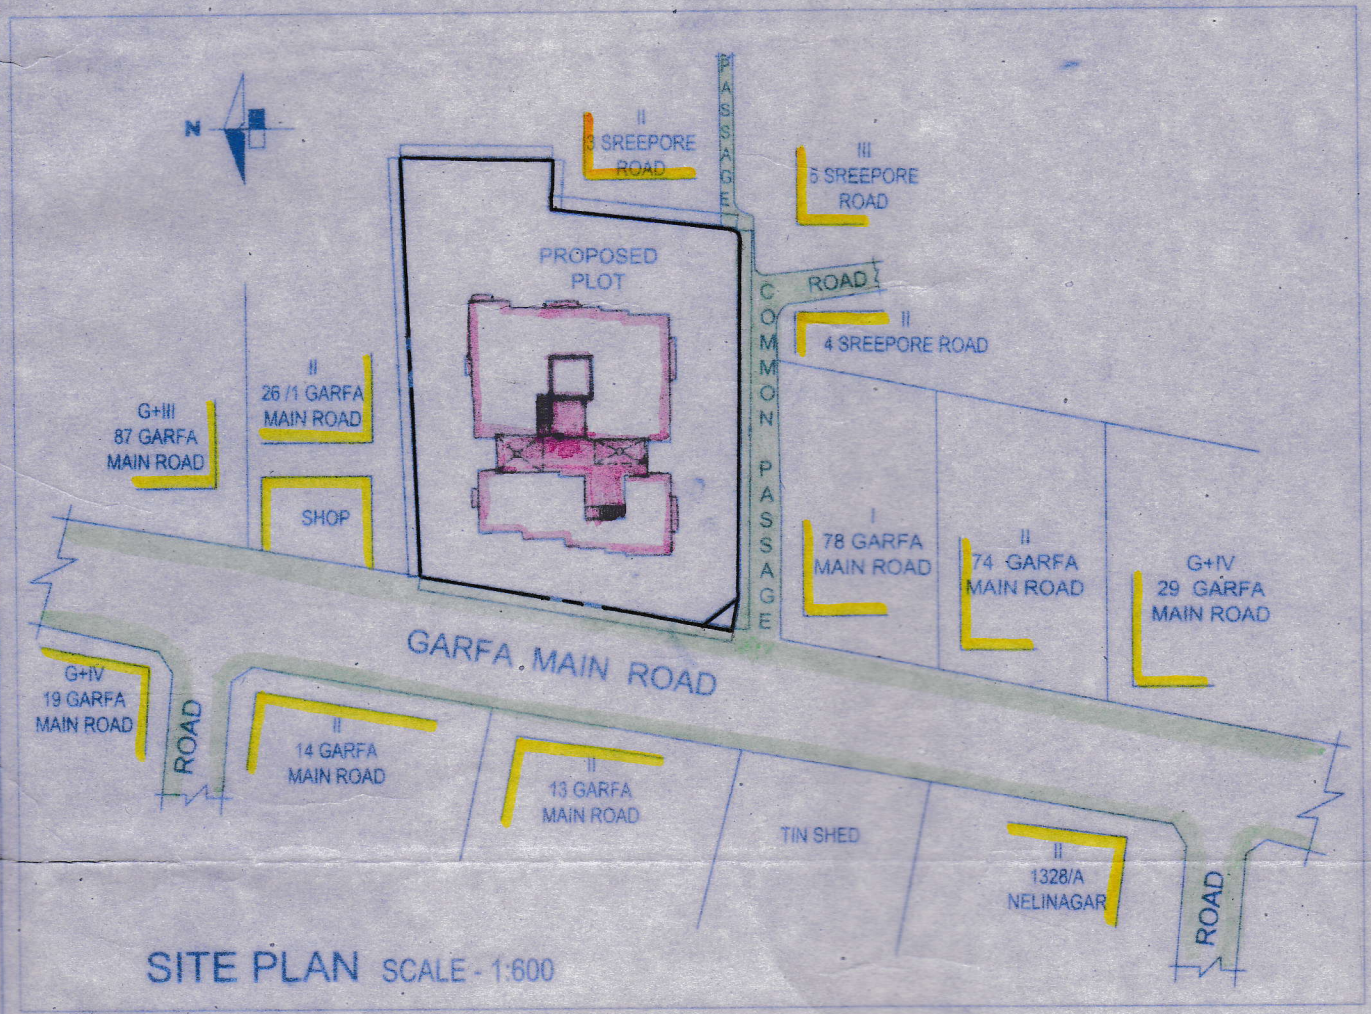 N
PASSAGE
II
3 SREEPORE
ROAD
III
5 SREEPORE
ROAD
PROPOSED
PLOT
ROAD
COMMON PASSAGE
II
4 SREEPORE ROAD
II
26/1 GARFA
MAIN ROAD
G+III
87 GARFA
MAIN ROAD
SHOP
I
78 GARFA
MAIN ROAD
II
74 GARFA
MAIN ROAD
G+IV
29 GARFA
MAIN ROAD
GARFA MAIN ROAD
G+IV
19 GARFA
MAIN ROAD
ROAD
II
14 GARFA
MAIN ROAD
II
13 GARFA
MAIN ROAD
TIN SHED
II
1328/A
NELINAGAR
ROAD
SITE PLAN SCALE - 1:600